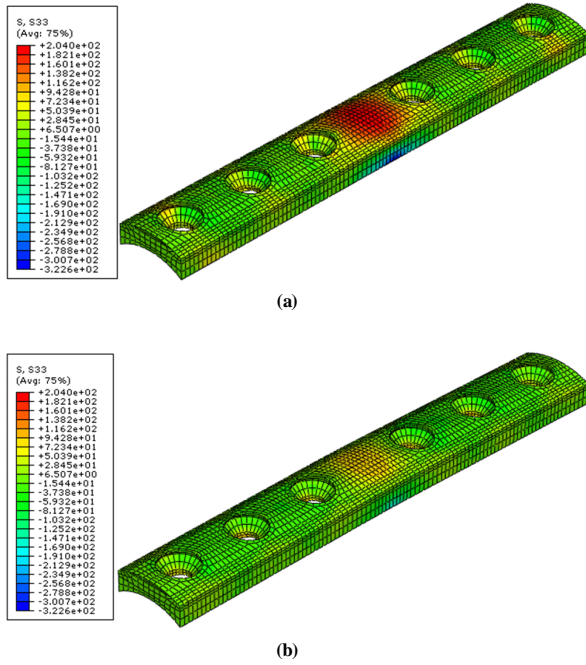 S, S33
(Avg: 75%)
+2.040e+02
+1.821e+02
+1.601e+02
+1.382e+02
+1.162e+02
+9.428e+01
+7.234e+01
+5.039e+01
+2.845e+01
+6.507e+00
-1.544e+01
-3.738e+01
-5.932e+01
-8.127e+01
-1.032e+02
-1.252e+02
-1.471e+02
-1.690e+02
-1.910e+02
-2.129e+02
-2.349e+02
-2.568e+02
-2.788e+02
-3.007e+02
-3.226e+02
(a)
S, S33
(Avg: 75%)
+2.040e+02
+1.821e+02
+1.601e+02
+1.382e+02
+1.162e+02
+9.428e+01
+7.234e+01
+5.039e+01
+2.845e+01
+6.507e+00
-1.544e+01
-3.738e+01
-5.932e+01
-8.127e+01
-1.032e+02
-1.252e+02
-1.471e+02
-1.690e+02
-1.910e+02
-2.129e+02
-2.349e+02
-2.568e+02
-2.788e+02
-3.007e+02
-3.226e+02
(b)